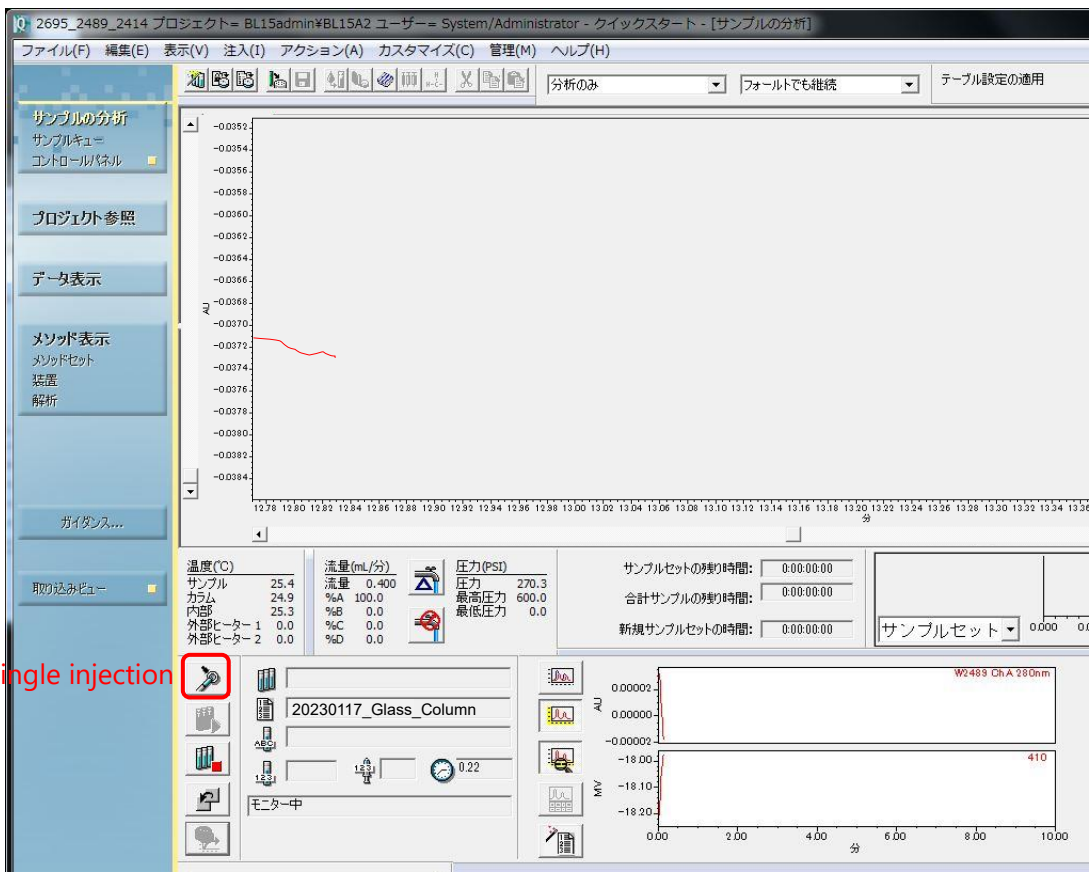 2695_2489_2414 プロジェクト= BL15admin¥BL15A2 ユーザー= System/Administrator - クイックスタート - [サンプルの分析]
ファイル(F) 編集(E) 表示(V) 注入(I) アクション(A) カスタマイズ(C) 管理(M) ヘルプ(H)
分析のみ フォールトでも継続 テーブル設定の適用
サンプルの分析
サンプルキュー
コントロールパネル
プロジェクト参照
データ表示
メソッド表示
メソッドセット
装置
解析
ガイダンス...
取り込みビュー
-0.0352
-0.0354
-0.0356
-0.0358
-0.0360
-0.0362
-0.0364
-0.0366
-0.0368
-0.0370
-0.0372
-0.0374
-0.0376
-0.0378
-0.0380
-0.0382
-0.0384
AU
12.78 12.80 12.82 12.84 12.86 12.88 12.90 12.92 12.94 12.96 12.98 13.00 13.02 13.04 13.06 13.08 13.10 13.12 13.14 13.16 13.18 13.20 13.22 13.24 13.26 13.28 13.30 13.32 13.34 13.36
分
温度(℃)
サンプル 25.4
カラム 24.9
内部 25.3
外部ヒーター 1 0.0
外部ヒーター 2 0.0
流量(mL/分)
流量 0.400
%A 100.0
%B 0.0
%C 0.0
%D 0.0
圧力(PSI)
圧力 270.3
最高圧力 600.0
最低圧力 0.0
サンプルセットの残り時間: 0:00:00:00
合計サンプルの残り時間: 0:00:00:00
新規サンプルセットの時間: 0:00:00:00
サンプルセット
0.000
ingle injection
20230117_Glass_Column
0.22
モニター中
W2489 ChA 280nm
AU
0.00002
0.00000
-0.00002
410
MV
-18.00
-18.10
-18.20
0.00 2.00 4.00 6.00 8.00 10.00
分